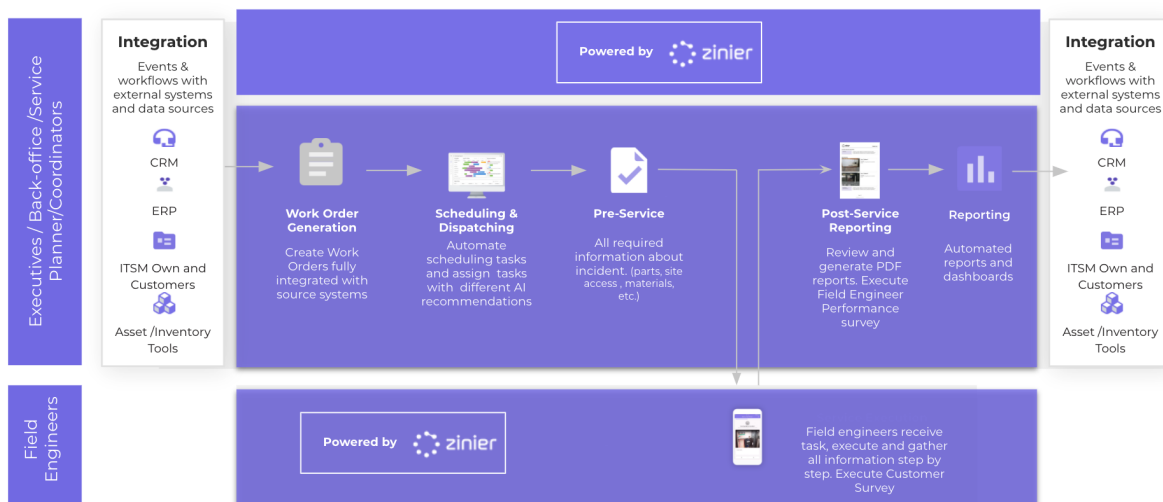 Executives / Back-office /Service
Planner/Coordinators
Integration
Events &
workflows with
external systems
and data sources
CRM
ERP
ITSM Own and
Customers
Asset /Inventory
Tools
Powered by
zinier
Work Order
Generation
Create Work
Orders fully
integrated with
source systems
Scheduling &
Dispatching
Automate
scheduling tasks
and assign tasks
with different AI
recommendations
Pre-Service
All required
information about
incident. (parts, site
access , materials,
etc.)
Post-Service
Reporting
Review and
generate PDF
reports. Execute
Field Engineer
Performance
survey
Reporting
Automated
reports and
dashboards
Integration
Events &
workflows with
external systems
and data sources
CRM
ERP
ITSM Own and
Customers
Asset /Inventory
Tools
Field
Engineers
Powered by
zinier
Field engineers receive
task, execute and gather
all information step by
step. Execute Customer
Survey